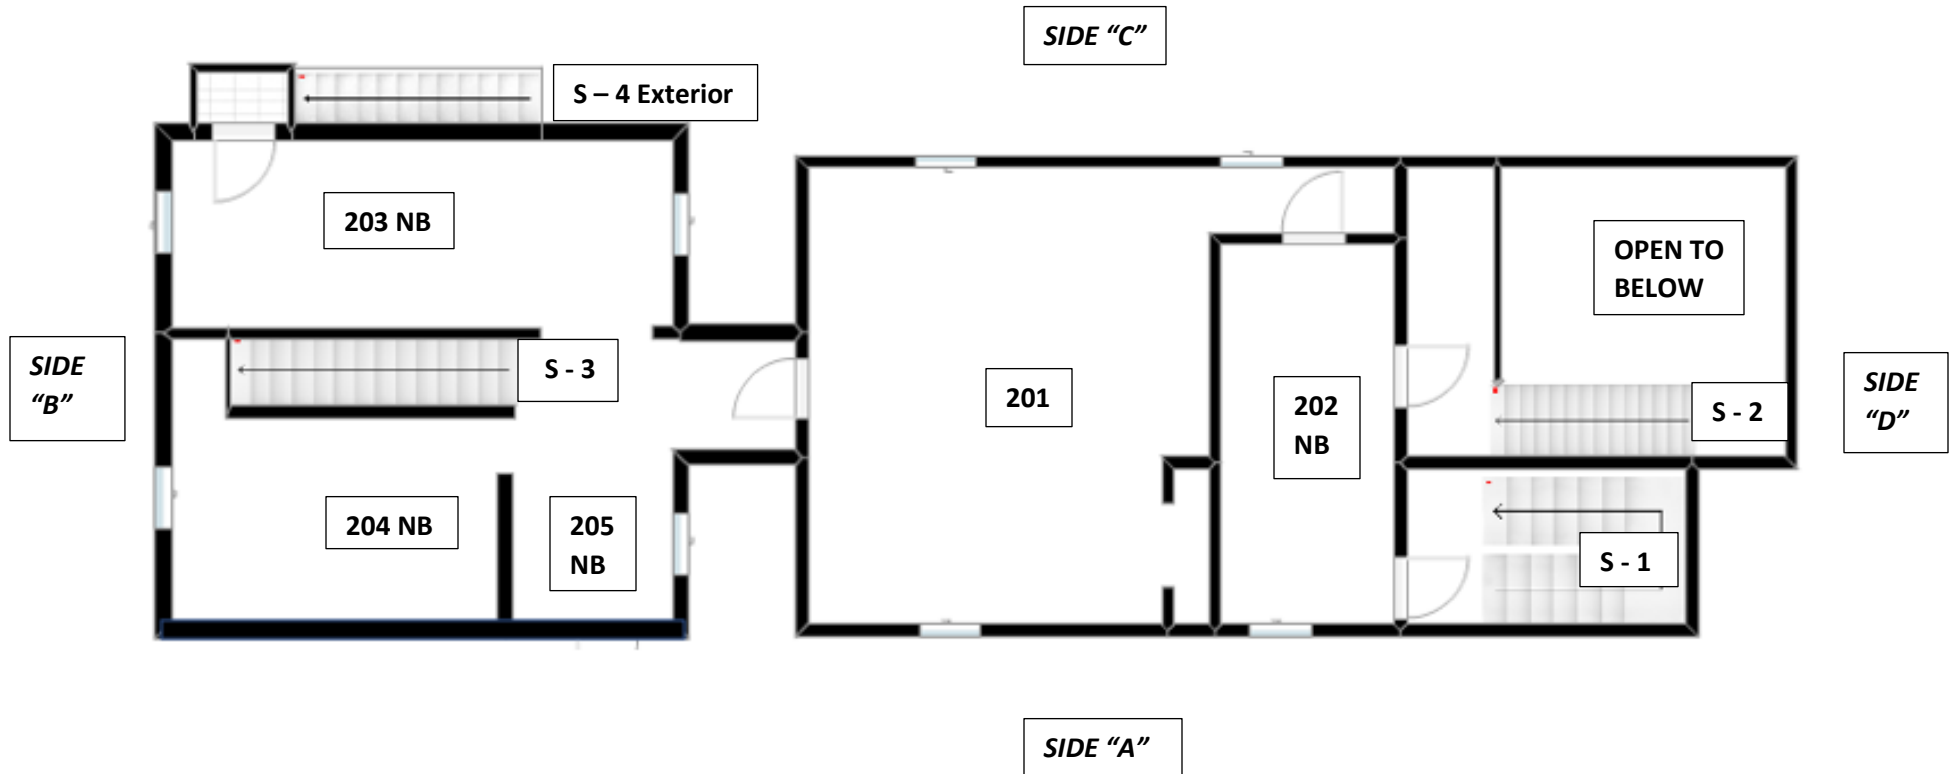 SIDE “C”
S – 4 Exterior
203 NB
OPEN TO
BELOW
SIDE
“B”
S - 3
201
202
NB
S - 2
SIDE
“D”
204 NB
205
NB
S - 1
SIDE “A”